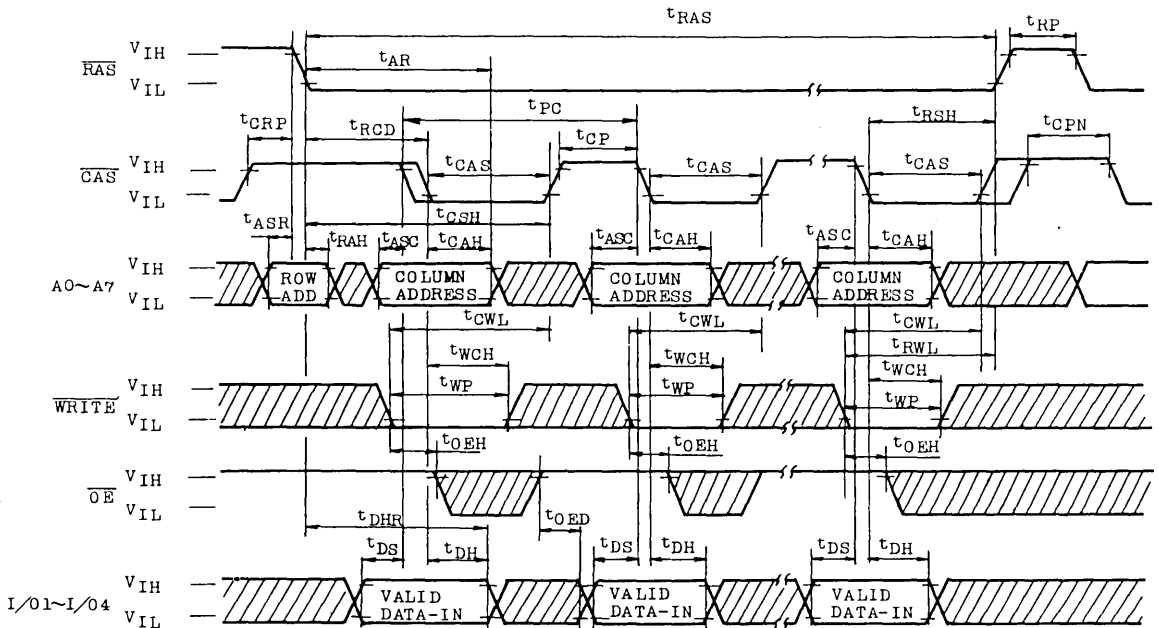 tRAS
tRP
RAS
VIH
VIL
tAR
tPC
tCRP
tRCD
tCP
tRSH
tCPN
CAS
VIH
VIL
tCAS
tCAS
tCAS
tCSH
tASR
tRAH
tASC
tCAH
tASC
tCAH
tASC
tCAH
A0~A7
VIH
VIL
ROW
ADD
COLUMN
ADDRESS
COLUMN
ADDRESS
COLUMN
ADDRESS
tCWL
tCWL
tCWL
tRWL
tWCH
tWCH
tWCH
WRITE
VIH
VIL
tWP
tWP
tWP
tOEH
tOEH
tOEH
OE
VIH
VIL
tDHR
tOED
tDS
tDH
tDS
tDH
tDS
tDH
I/O1~I/O4
VIH
VIL
VALID
DATA-IN
VALID
DATA-IN
VALID
DATA-IN